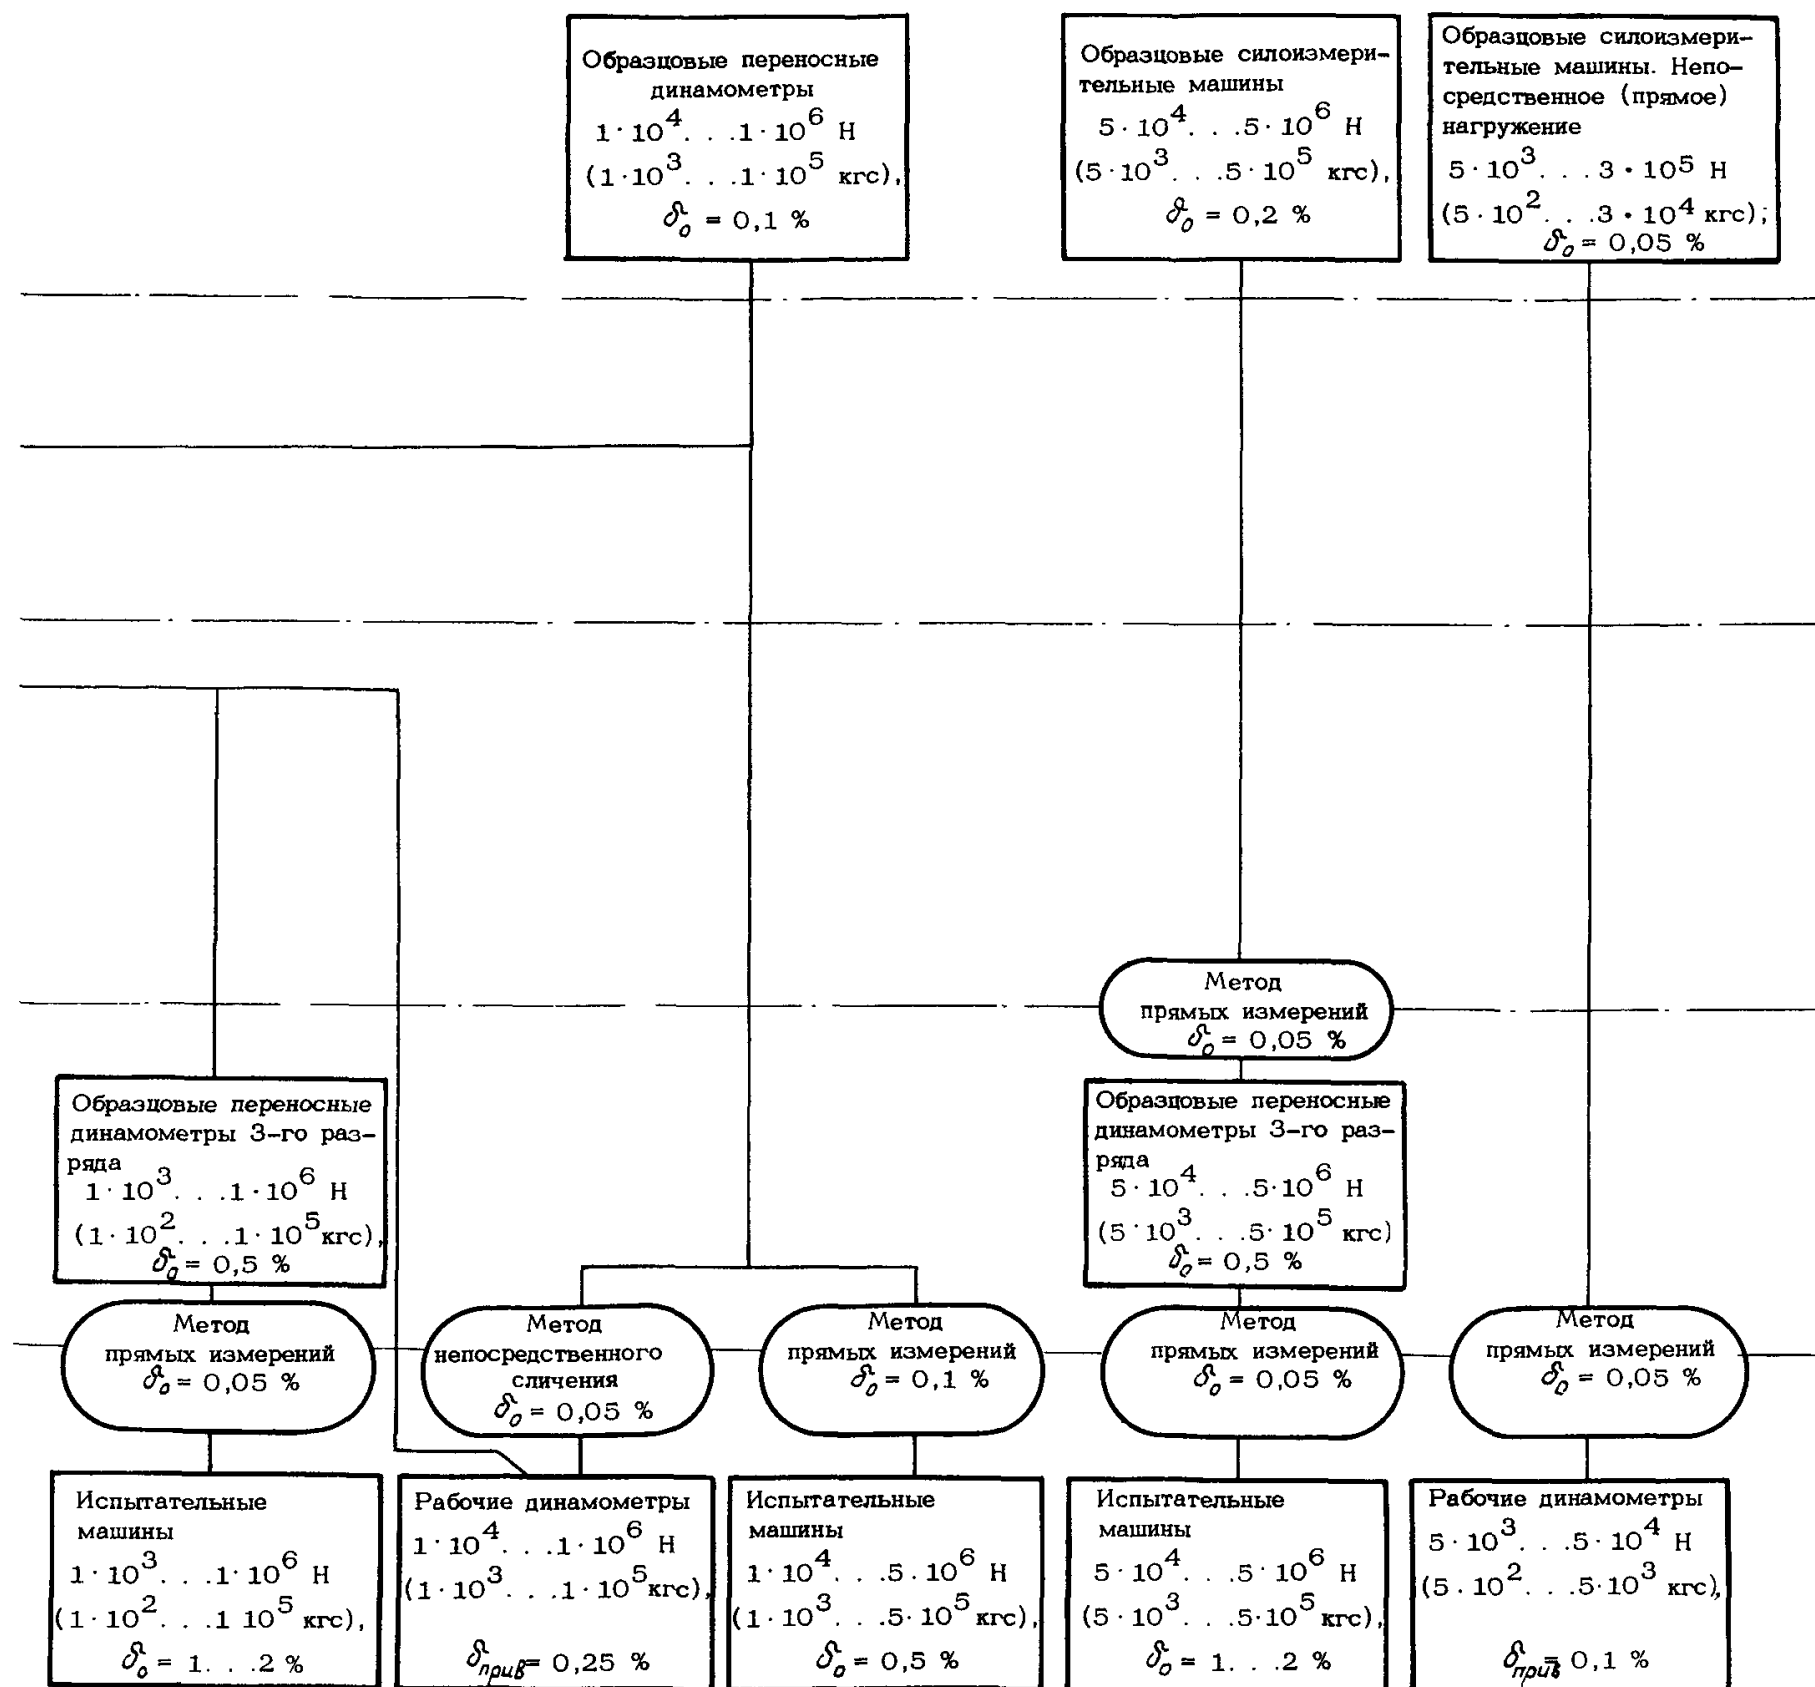 Образцовые переносные
динамометры
1·10⁴. . .1·10⁶ Н
(1·10³. . .1·10⁵ кгс),
δ₀ = 0,1 %
Образцовые силоизмери–
тельные машины
5·10⁴. . .5·10⁶ Н
(5·10³. . .5·10⁵ кгс),
δ₀ = 0,2 %
Образцовые силоизмери–
тельные машины. Непо–
средственное (прямое)
нагружение
5·10³. . .3·10⁵ Н
(5·10². . .3·10⁴ кгс);
δ₀ = 0,05 %
Метод
прямых измерений
δ₀ = 0,05 %
Образцовые переносные
динамометры 3–го раз–
ряда
1·10³. . .1·10⁶ Н
(1·10². . .1·10⁵ кгс),
δ₀ = 0,5 %
Образцовые переносные
динамометры 3–го раз–
ряда
5·10⁴. . .5·10⁶ Н
(5·10³. . .5·10⁵ кгс)
δ₀ = 0,5 %
Метод
прямых измерений
δ₀ = 0,05 %
Метод
непосредственного
сличения
δ₀ = 0,05 %
Метод
прямых измерений
δ₀ = 0,1 %
Метод
прямых измерений
δ₀ = 0,05 %
Метод
прямых измерений
δ₀ = 0,05 %
Испытательные
машины
1·10³. . .1·10⁶ Н
(1·10². . .1 10⁵ кгс),
δ₀ = 1. . .2 %
Рабочие динамометры
1·10⁴. . .1·10⁶ Н
(1·10³. . .1·10⁵ кгс),
δприв= 0,25 %
Испытательные
машины
1·10⁴. . .5·10⁶ Н
(1·10³. . .5·10⁵ кгс),
δ₀ = 0,5 %
Испытательные
машины
5·10⁴. . .5·10⁶ Н
(5·10³. . .5·10⁵ кгс),
δ₀ = 1. . .2 %
Рабочие динамометры
5·10³. . .5·10⁴ Н
(5·10². . .5·10³ кгс),
δприв= 0,1 %